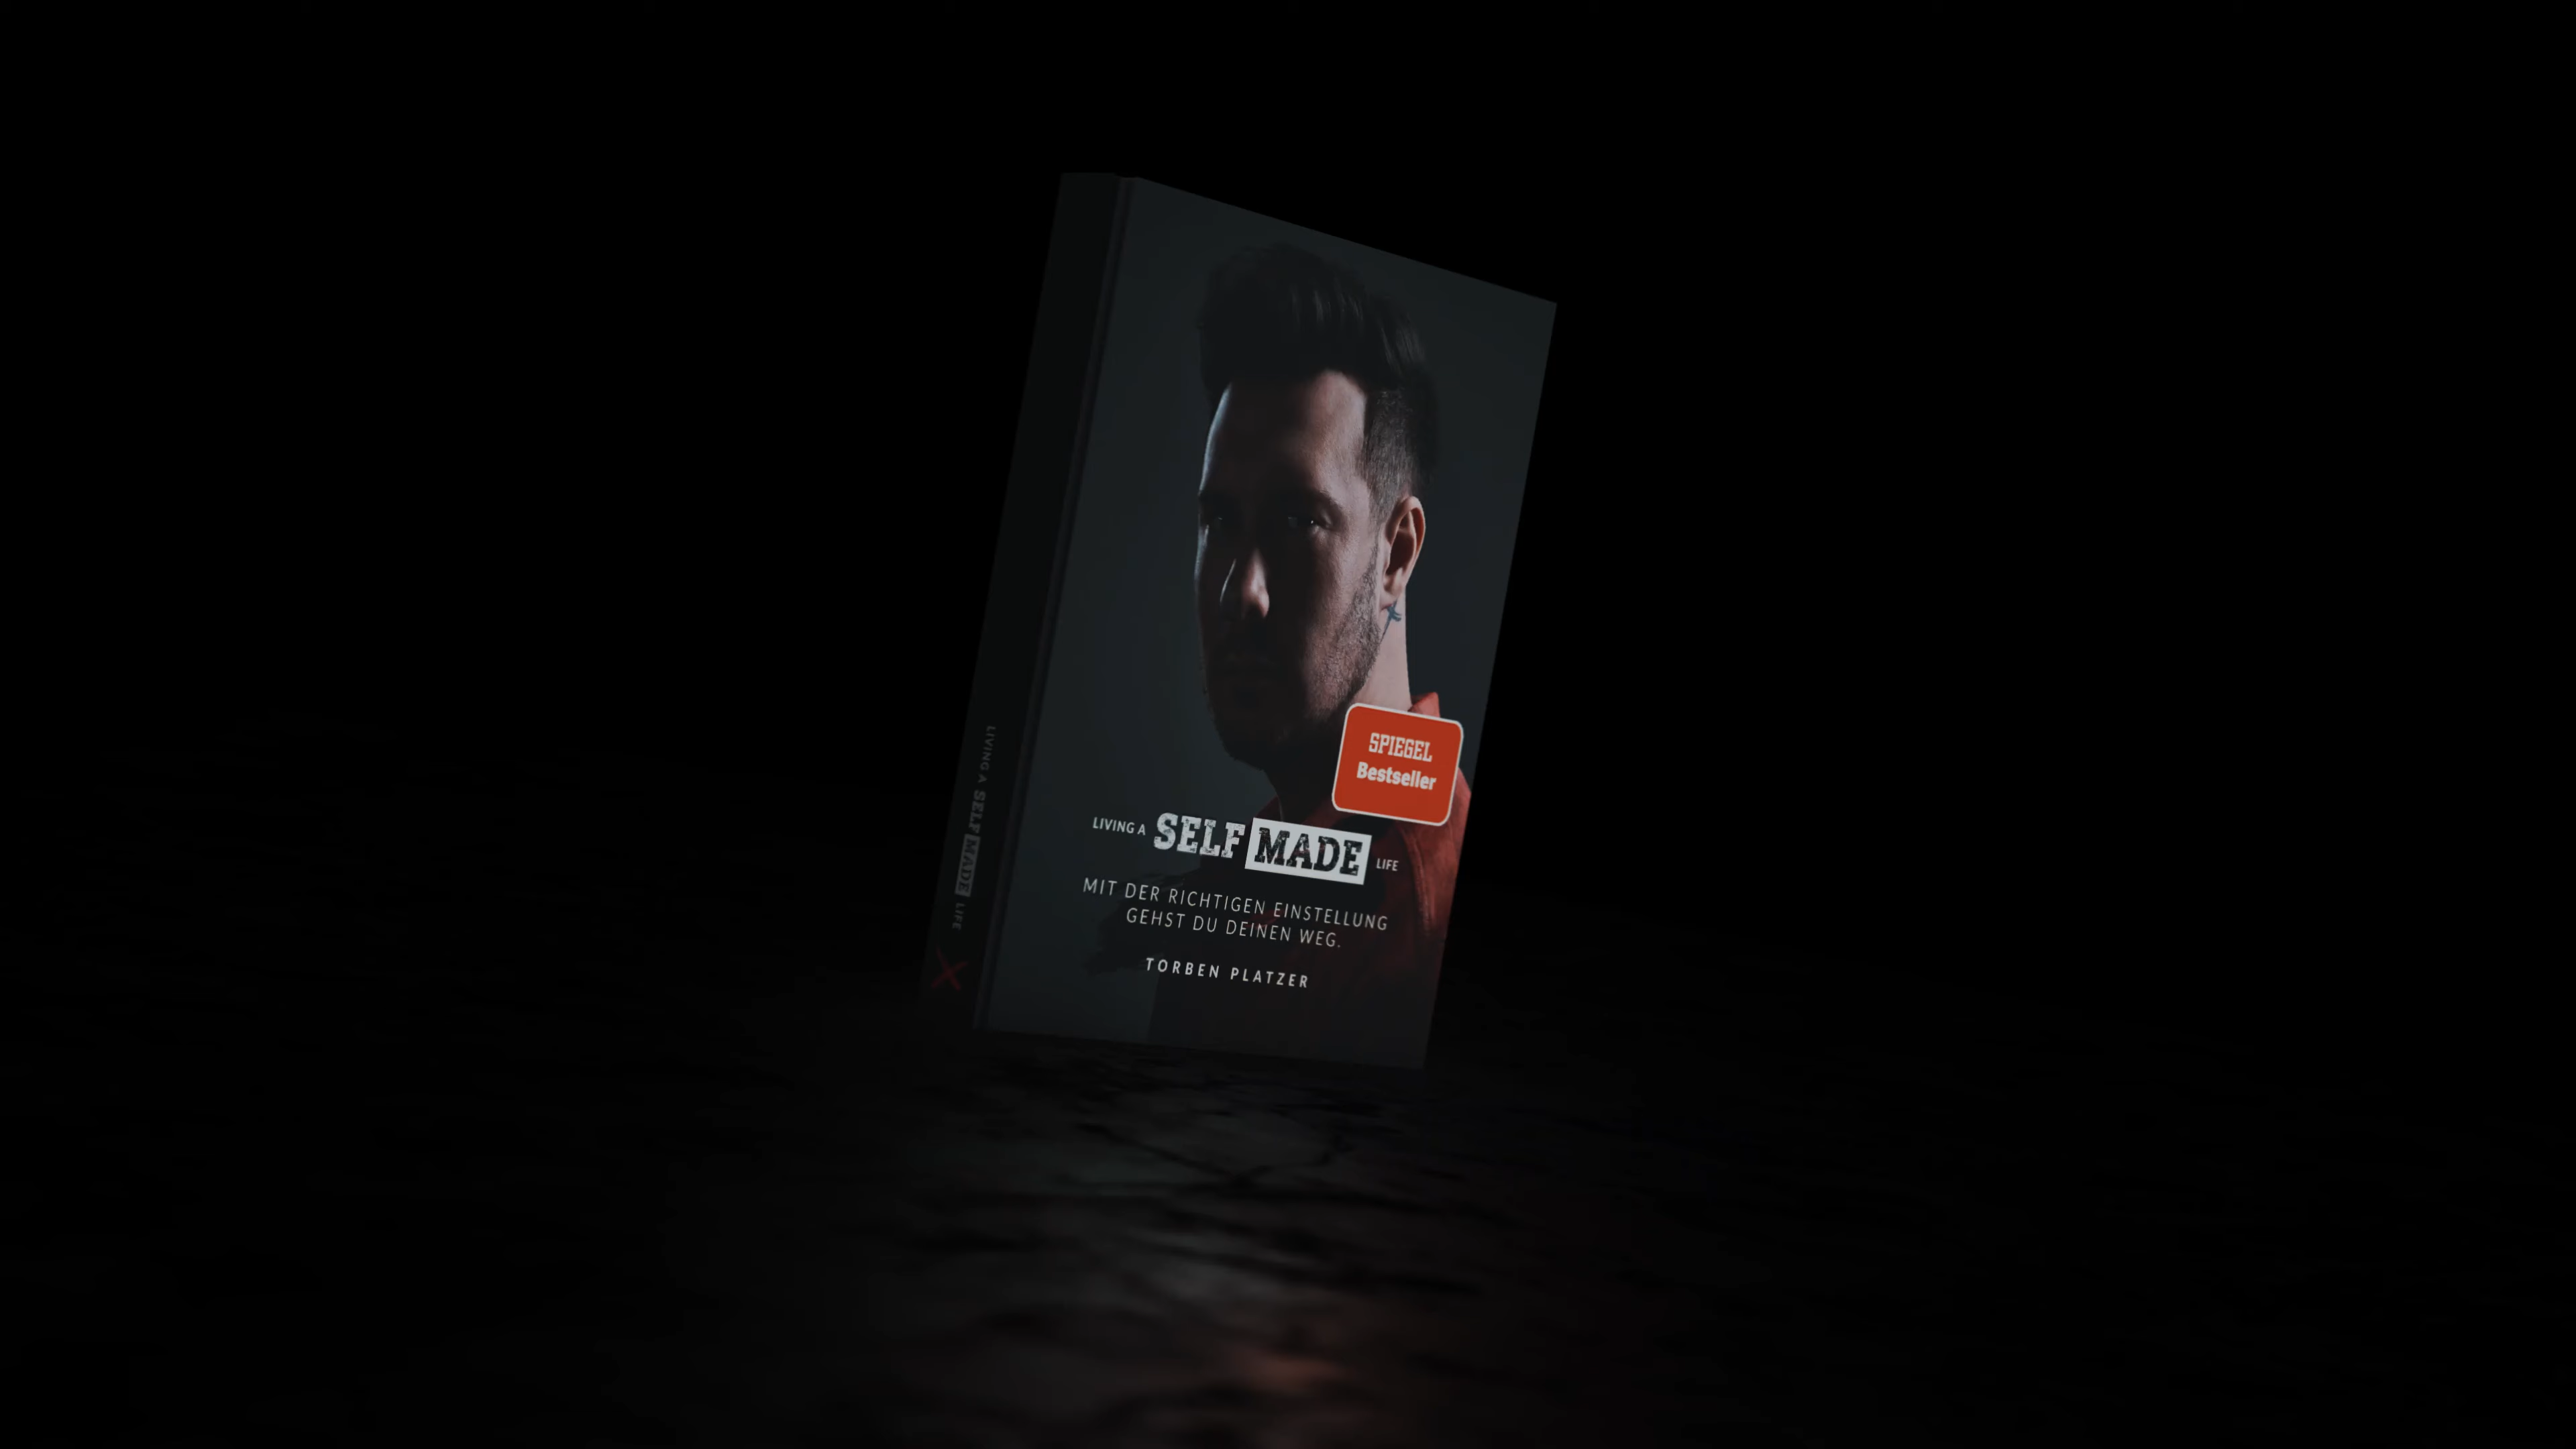 SPIEGEL
Bestseller
LIVING A SELF MADE LIFE
MIT DER RICHTIGEN EINSTELLUNG
GEHST DU DEINEN WEG.
TORBEN PLATZER
LIVING A SELF MADE LIFE